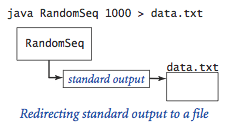 java RandomSeq 1000 > data.txt
RandomSeq
data.txt
standard output
Redirecting standard output to a file